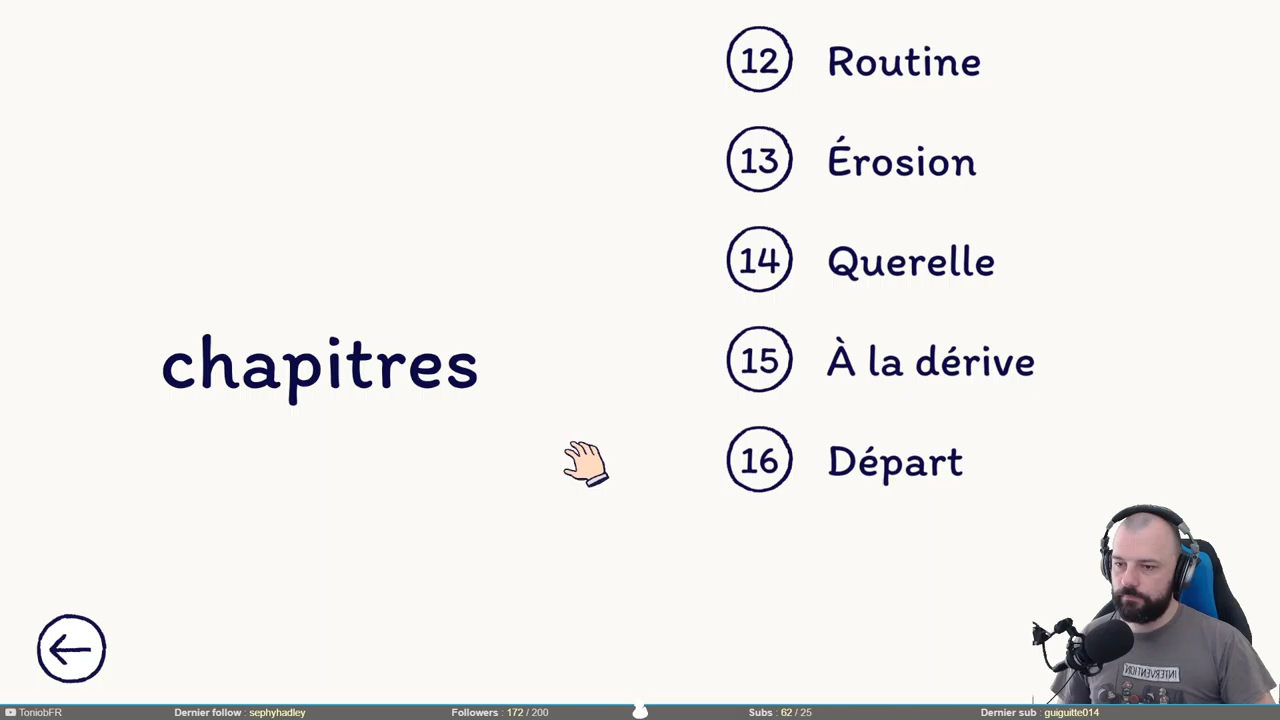 12 Routine
13 Érosion
14 Querelle
chapitres
15 À la dérive
16 Départ
INTERVENTION
ToniobFR
Dernier follow : sephyhadley
Followers : 172 / 200
Subs : 62 / 25
Dernier sub : guiguitte014